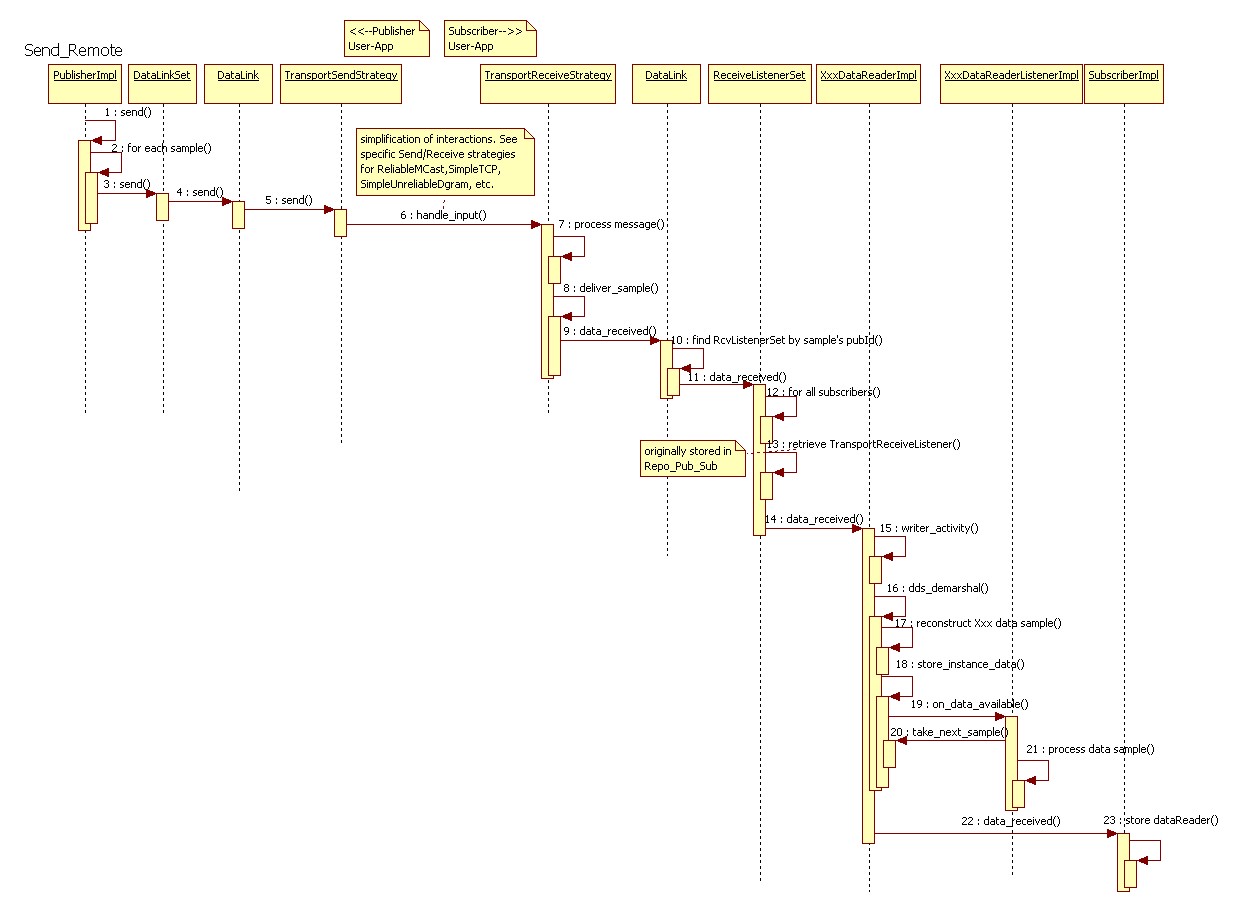 <<--Publisher
User-App
Subscriber-->>
User-App
Send_Remote
PublisherImpl
DataLinkSet
DataLink
TransportSendStrategy
TransportReceiveStrategy
DataLink
ReceiveListenerSet
XxxDataReaderImpl
XxxDataReaderListenerImpl
SubscriberImpl
1 : send()
2 : for each sample()
simplification of interactions. See
specific Send/Receive strategies
for ReliableMCast,SimpleTCP,
SimpleUnreliableDgram, etc.
3 : send()
4 : send()
5 : send()
6 : handle_input()
7 : process message()
8 : deliver_sample()
9 : data_received()
10 : find RcvListenerSet by sample's pubId()
11 : data_received()
12 : for all subscribers()
13 : retrieve TransportReceiveListener()
originally stored in
Repo_Pub_Sub
14 : data_received()
15 : writer_activity()
16 : dds_demarshal()
17 : reconstruct Xxx data sample()
18 : store_instance_data()
19 : on_data_available()
20 : take_next_sample()
21 : process data sample()
22 : data_received()
23 : store dataReader()